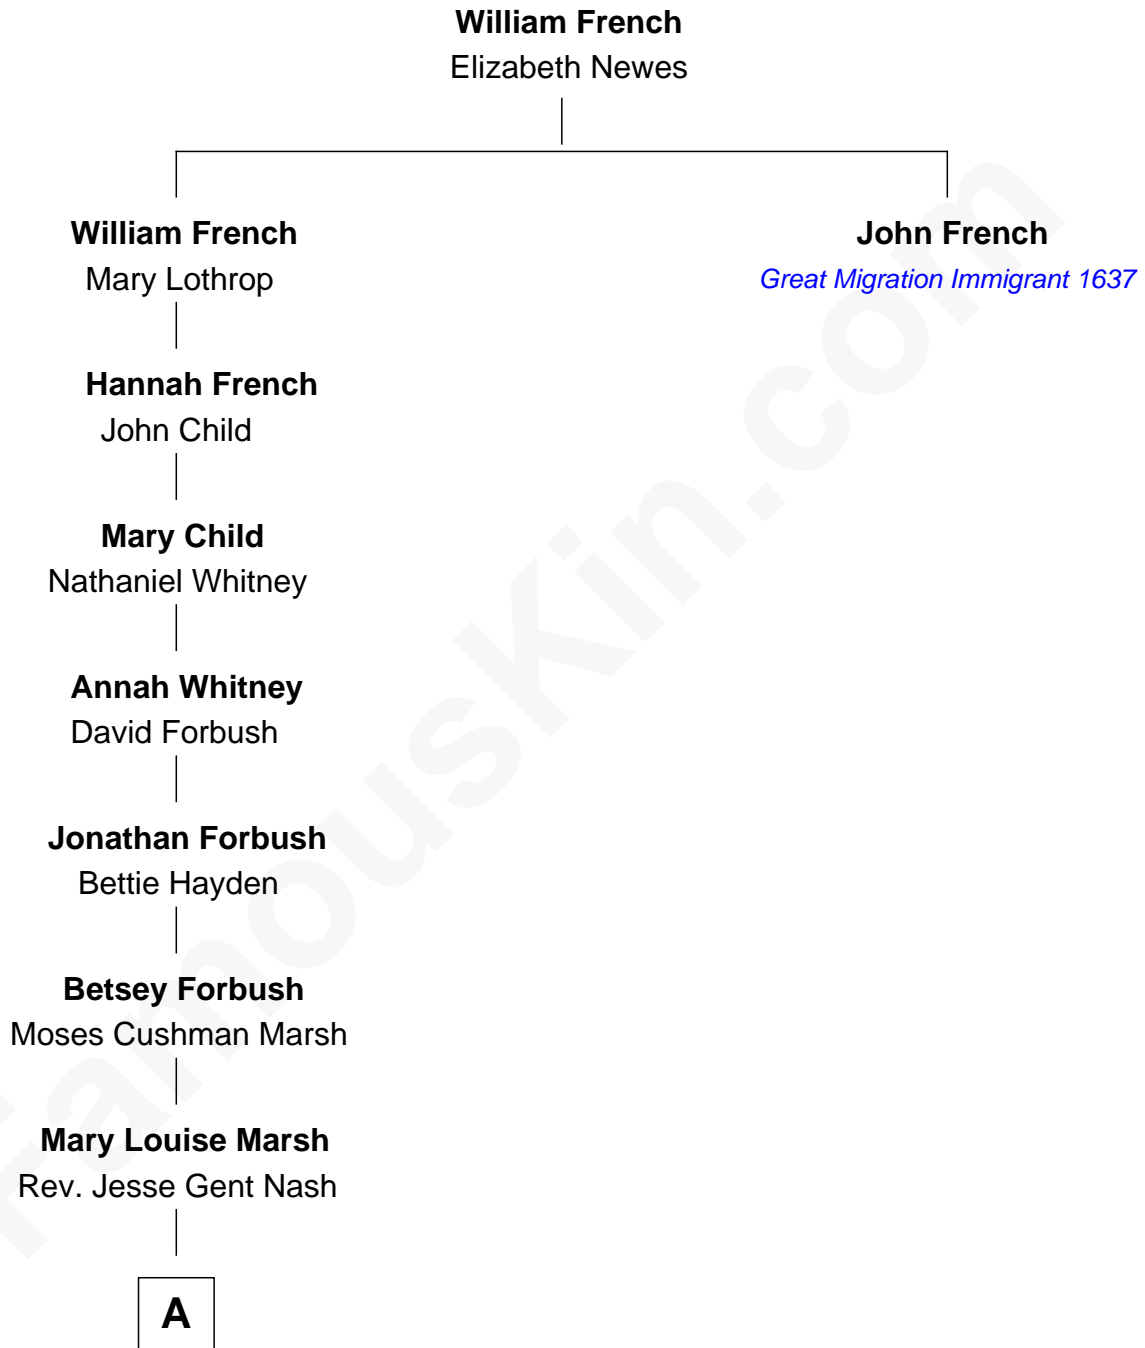 William French
Elizabeth Newes
William French
Mary Lothrop
John French
Great Migration Immigrant 1637
Hannah French
John Child
Mary Child
Nathaniel Whitney
Annah Whitney
David Forbush
Jonathan Forbush
Bettie Hayden
Betsey Forbush
Moses Cushman Marsh
Mary Louise Marsh
Rev. Jesse Gent Nash
A
FamousKin.com